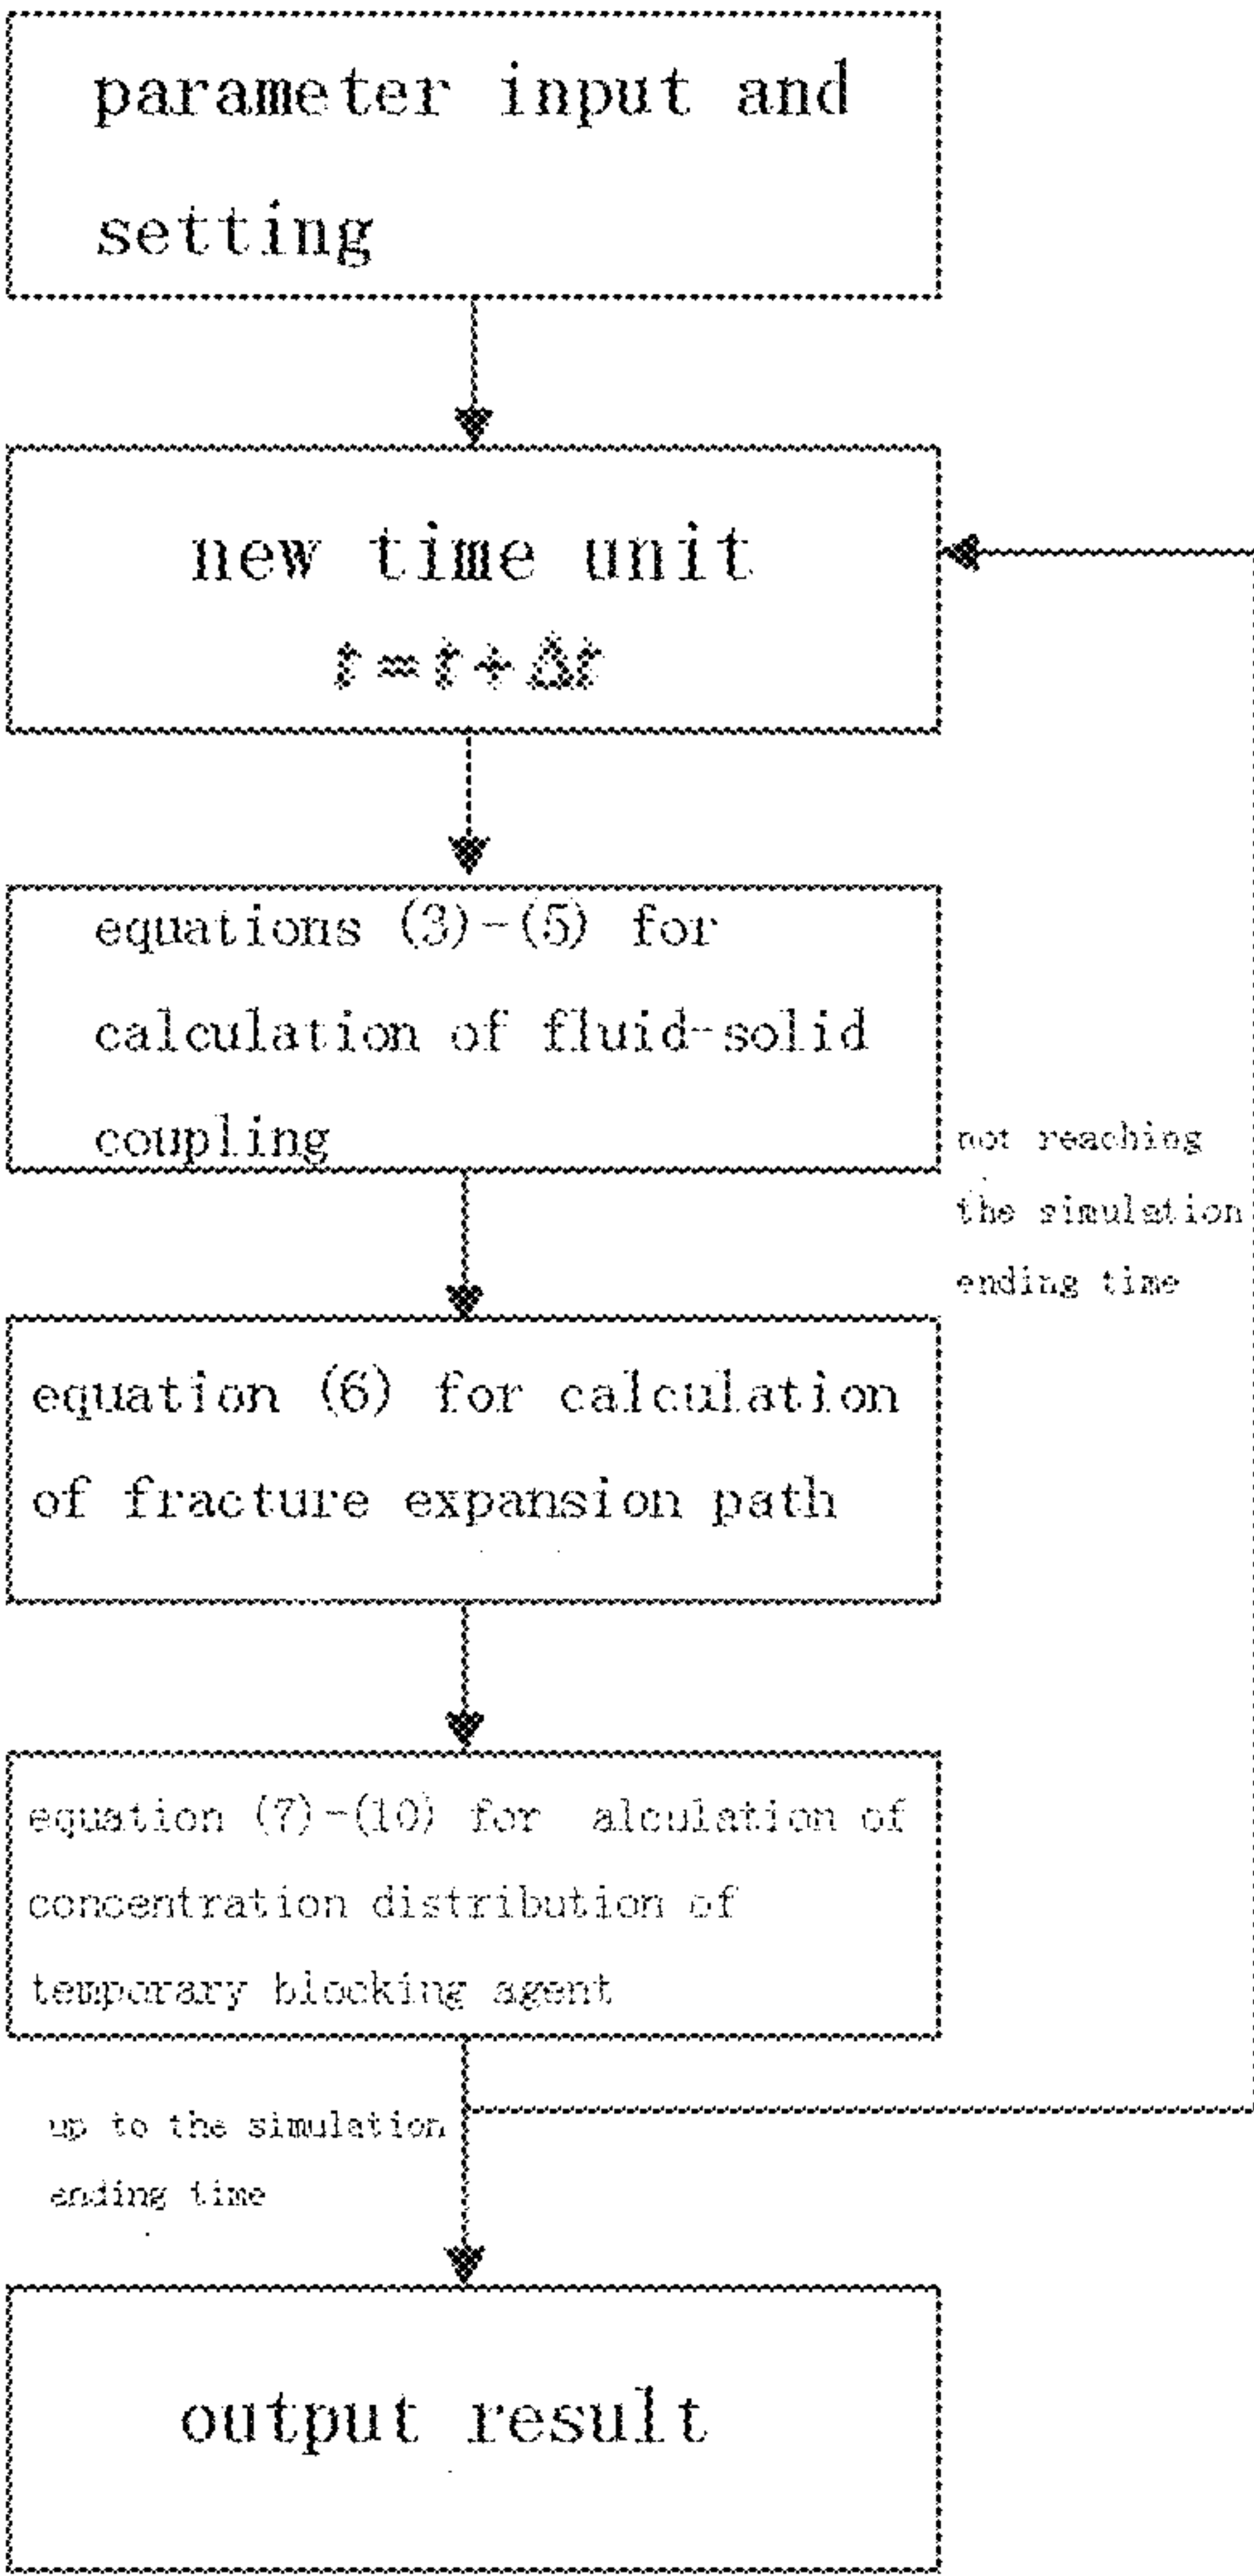 parameter input and
setting
new time unit
t = t + Δt
equations (3)-(5) for
calculation of fluid-solid
coupling
not reaching
the simulation
ending time
equation (6) for calculation
of fracture expansion path
equation (7)-(10) for alculation of
concentration distribution of
temporary blocking agent
up to the simulation
ending time
output result